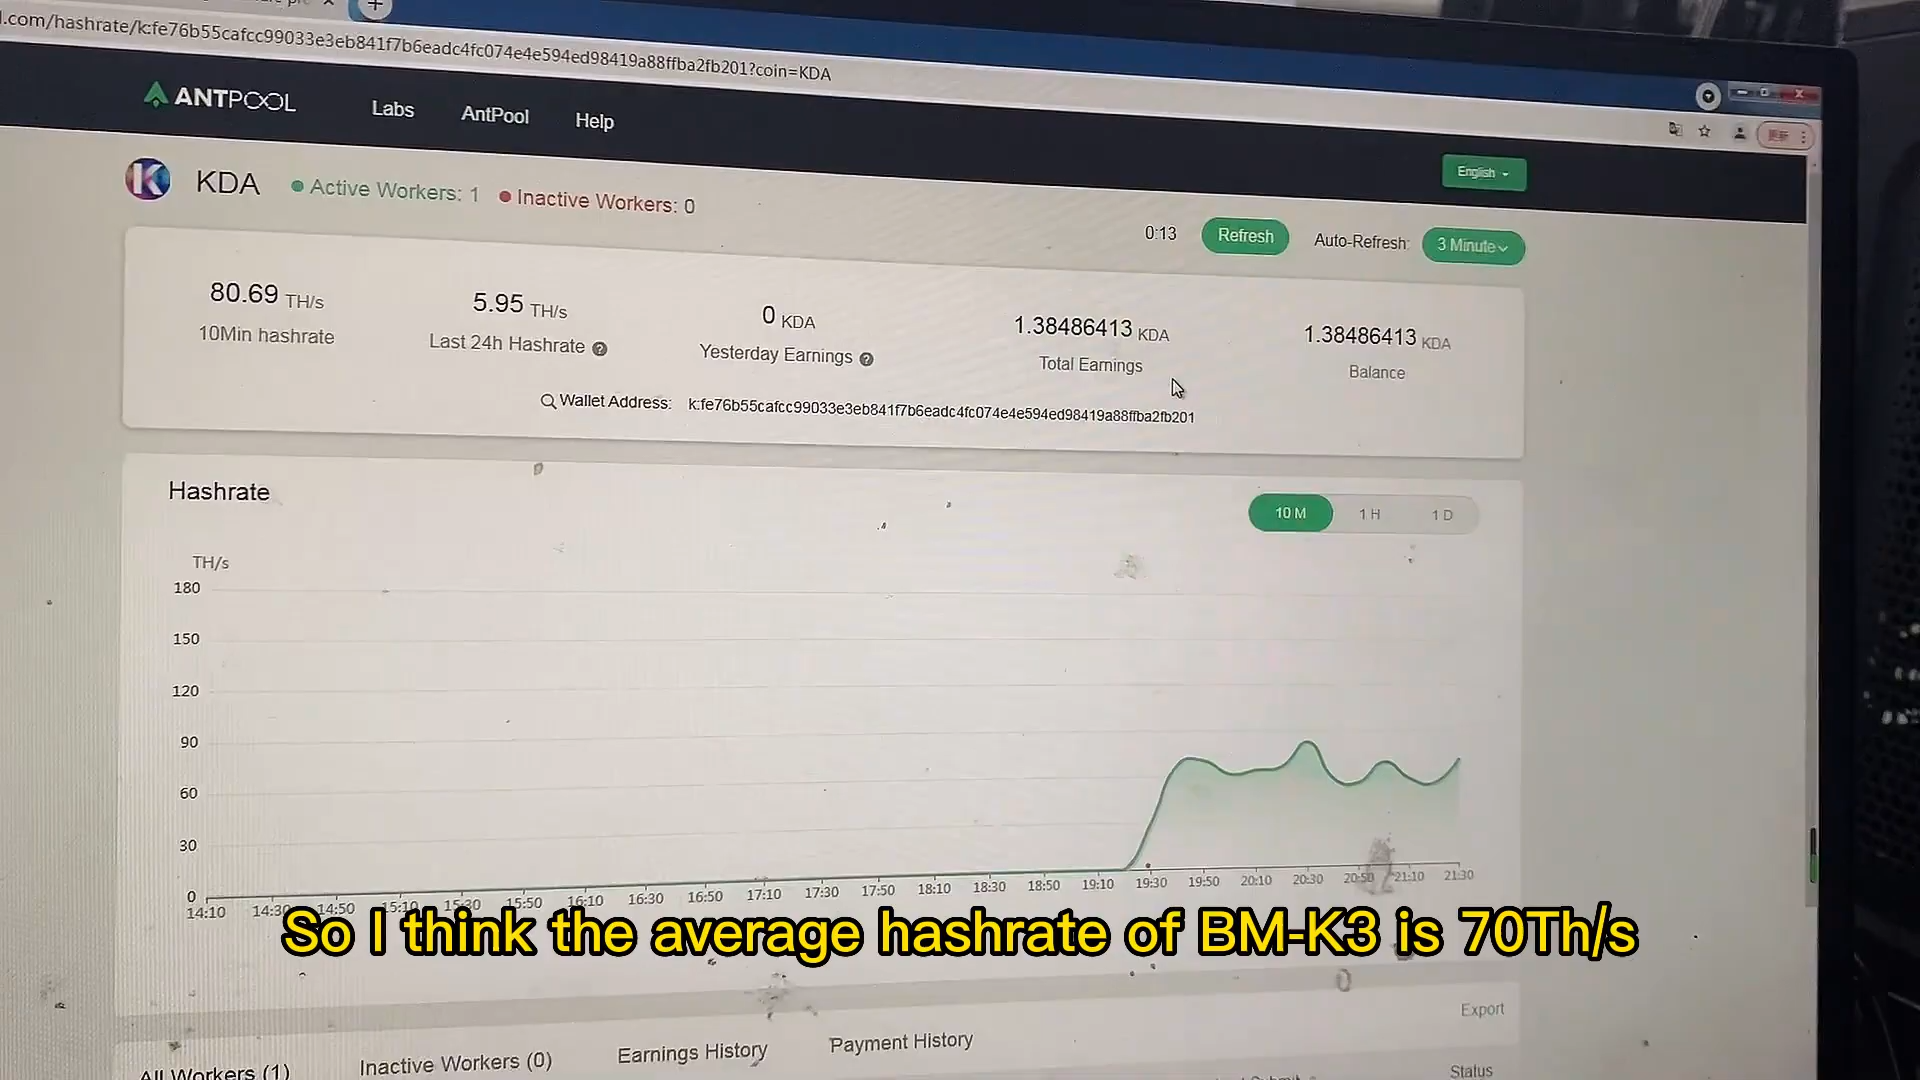 l.com/hashrate/k:fe76b55cafcc99033e3eb841f7b6eadc4fc074e4e594ed98419a88ffba2fb201?coin=KDA
ANTPOOL
Labs
AntPool
Help
更新
English
KDA
Active Workers: 1
Inactive Workers: 0
0:13
Refresh
Auto-Refresh:
3 Minute
80.69 TH/s
10Min hashrate
5.95 TH/s
Last 24h Hashrate
0 KDA
Yesterday Earnings
1.38486413 KDA
Total Earnings
1.38486413 KDA
Balance
Wallet Address: k:fe76b55cafcc99033e3eb841f7b6eadc4fc074e4e594ed98419a88ffba2fb201
Hashrate
10 M
1 H
1 D
TH/s
180
150
120
90
60
30
0
14:10 14:30 14:50 15:10 15:30 15:50 16:10 16:30 16:50 17:10 17:30 17:50 18:10 18:30 18:50 19:10 19:30 19:50 20:10 20:30 20:50 21:10 21:30
So I think the average hashrate of BM-K3 is 70Th/s
Export
All Workers (1)
Inactive Workers (0)
Earnings History
Payment History
Status